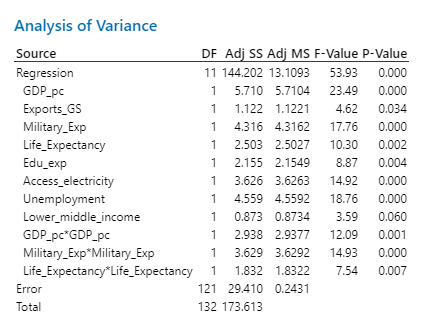 Analysis of Variance
Source DF Adj SS Adj MS F-Value P-Value
Regression 11 144.202 13.1093 53.93 0.000
GDP_pc 1 5.710 5.7104 23.49 0.000
Exports_GS 1 1.122 1.1221 4.62 0.034
Military_Exp 1 4.316 4.3162 17.76 0.000
Life_Expectancy 1 2.503 2.5027 10.30 0.002
Edu_exp 1 2.155 2.1549 8.87 0.004
Access_electricity 1 3.626 3.6263 14.92 0.000
Unemployment 1 4.559 4.5592 18.76 0.000
Lower_middle_income 1 0.873 0.8734 3.59 0.060
GDP_pc*GDP_pc 1 2.938 2.9377 12.09 0.001
Military_Exp*Military_Exp 1 3.629 3.6292 14.93 0.000
Life_Expectancy*Life_Expectancy 1 1.832 1.8322 7.54 0.007
Error 121 29.410 0.2431
Total 132 173.613